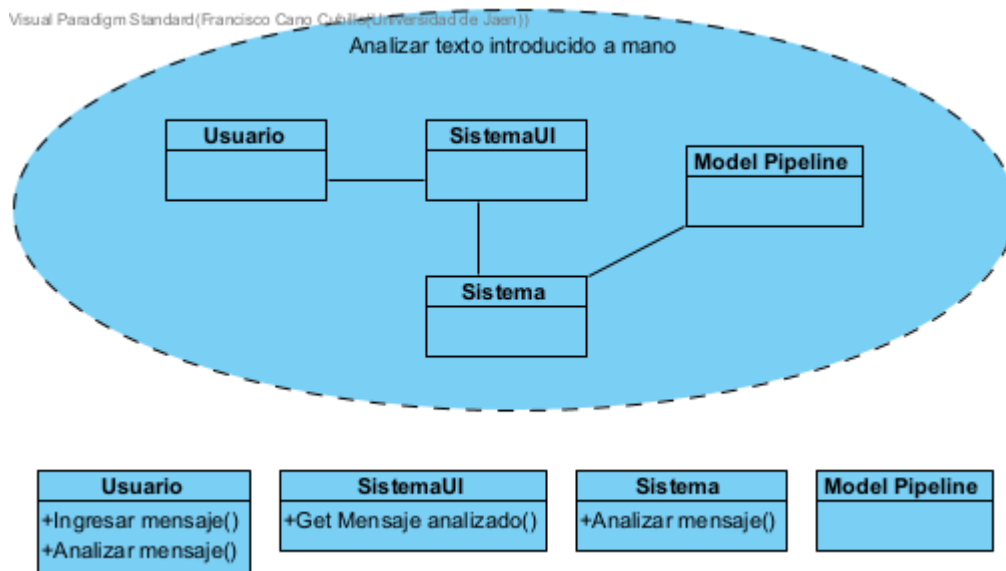 Visual Paradigm Standard(Francisco Cano Cubillo(Universidad de Jaen))
Analizar texto introducido a mano
Usuario
SistemaUI
Model Pipeline
Sistema
Usuario
+Ingresar mensaje()
+Analizar mensaje()
SistemaUI
+Get Mensaje analizado()
Sistema
+Analizar mensaje()
Model Pipeline